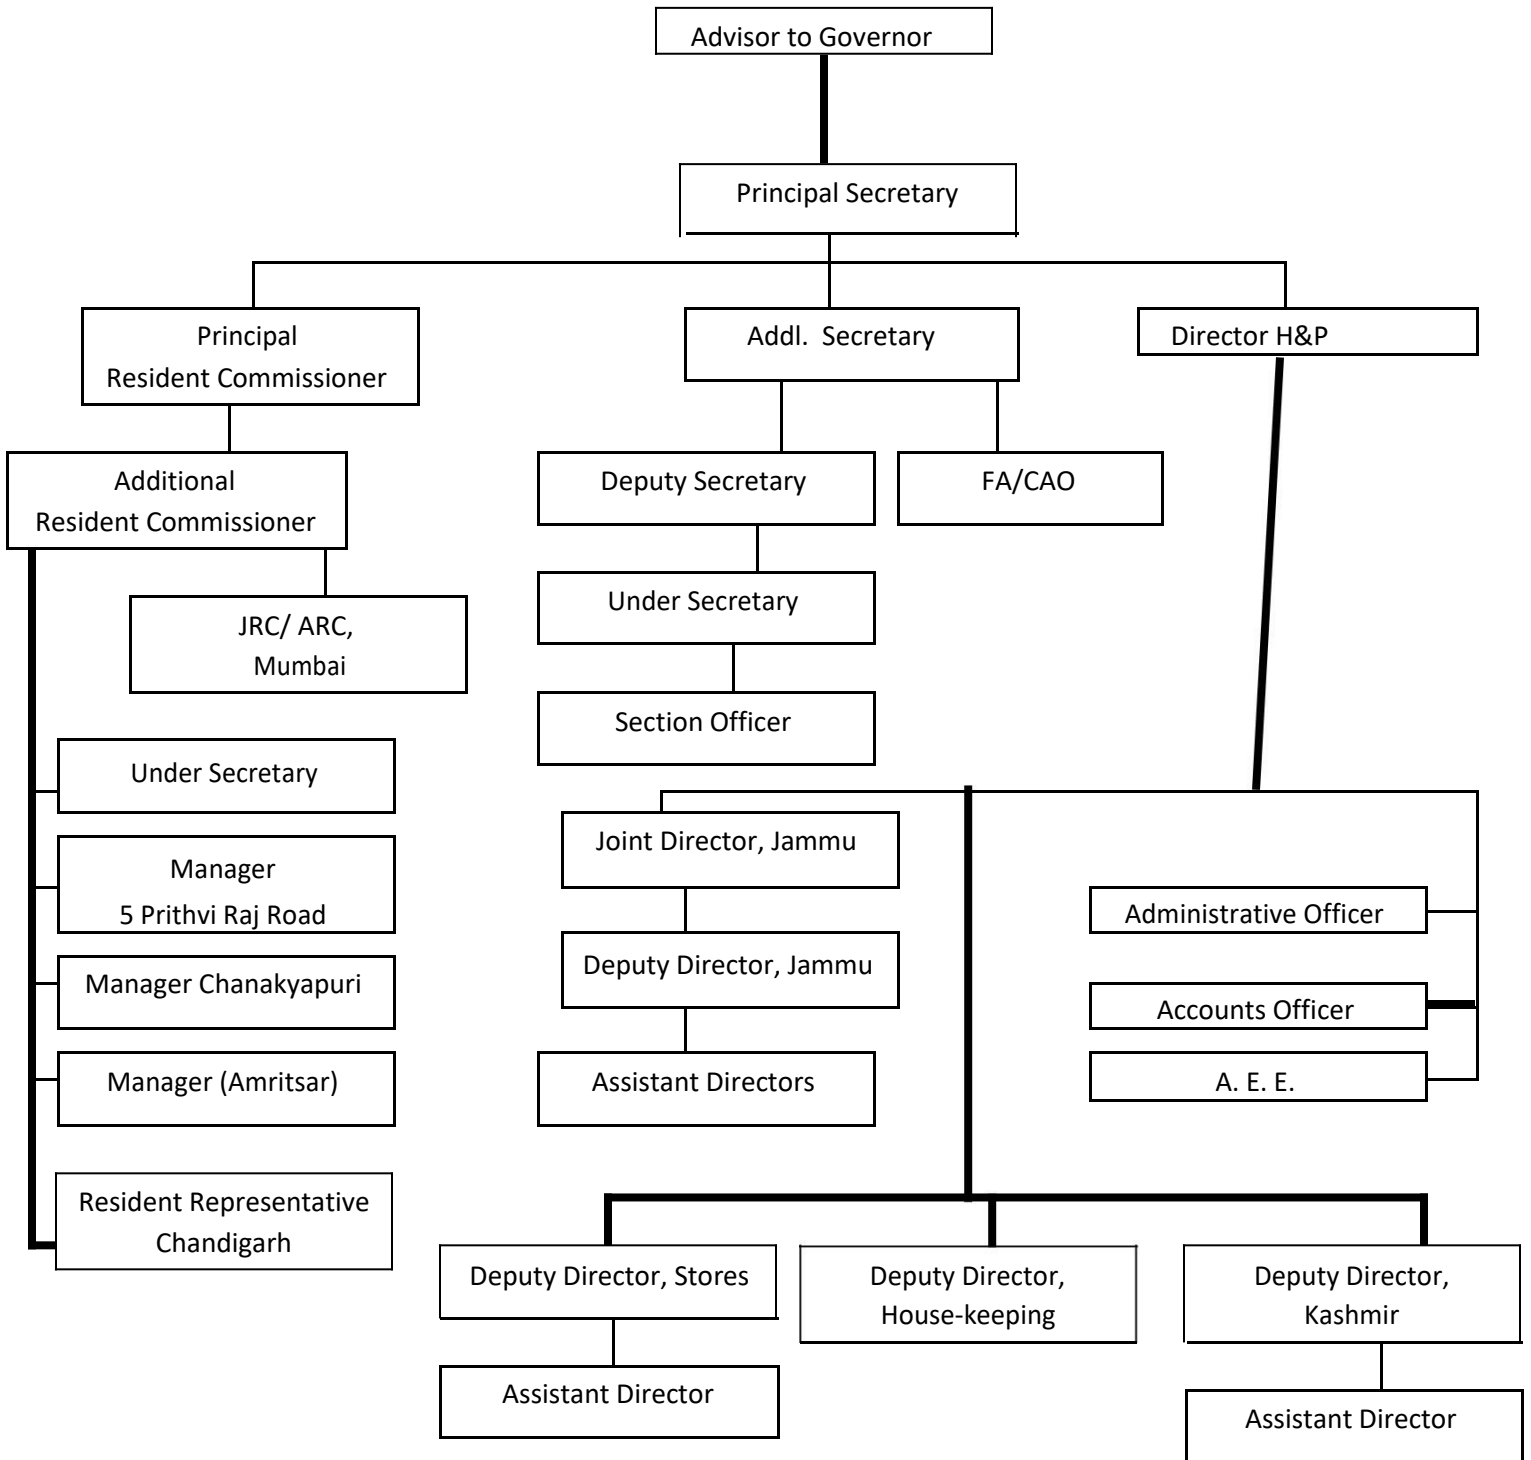 Advisor to Governor
Principal Secretary
Principal
Resident Commissioner
Addl. Secretary
Director H&P
Additional
Resident Commissioner
Deputy Secretary
FA/CAO
JRC/ ARC,
Mumbai
Under Secretary
Section Officer
Under Secretary
Manager
5 Prithvi Raj Road
Manager Chanakyapuri
Manager (Amritsar)
Resident Representative
Chandigarh
Joint Director, Jammu
Deputy Director, Jammu
Assistant Directors
Administrative Officer
Accounts Officer
A. E. E.
Deputy Director, Stores
Assistant Director
Deputy Director,
House-keeping
Deputy Director,
Kashmir
Assistant Director